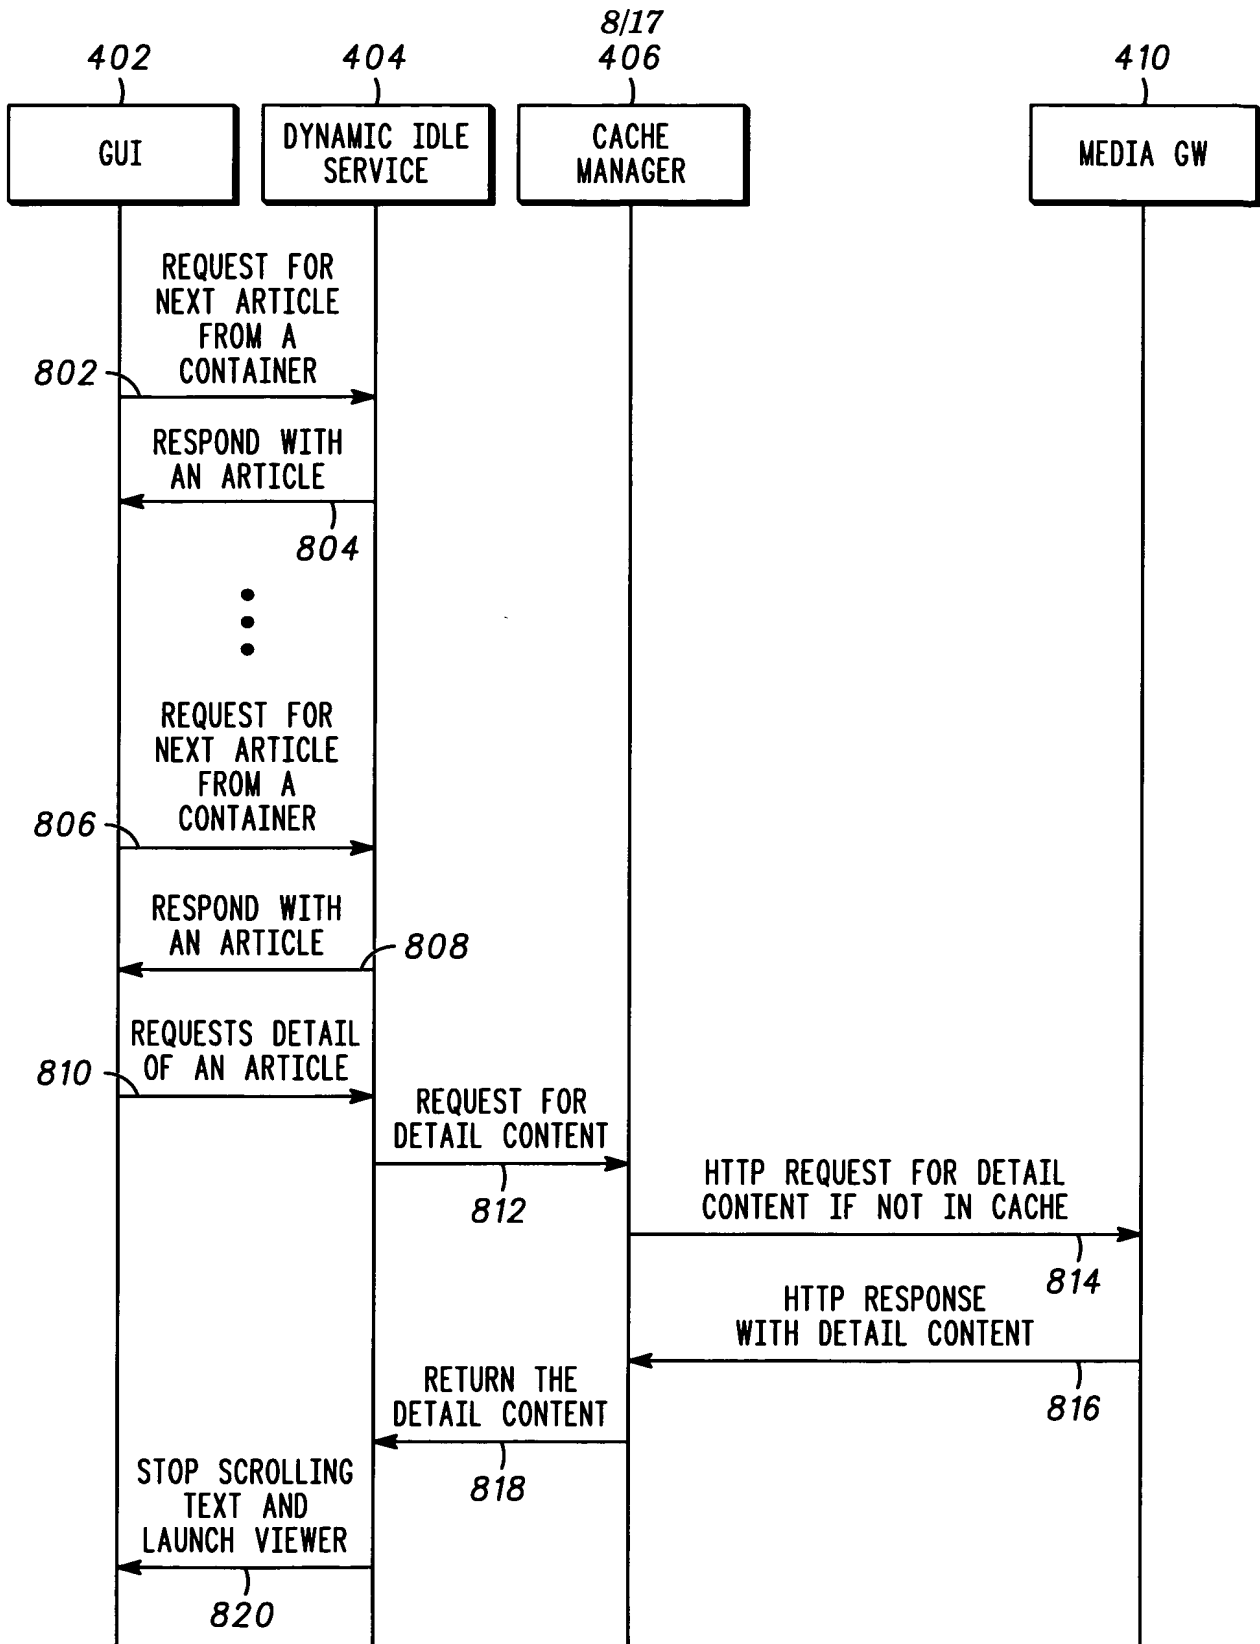 8/17
402
404
406
410
GUI
DYNAMIC IDLE
SERVICE
CACHE
MANAGER
MEDIA GW
REQUEST FOR
NEXT ARTICLE
FROM A
CONTAINER
802
RESPOND WITH
AN ARTICLE
804
REQUEST FOR
NEXT ARTICLE
FROM A
CONTAINER
806
RESPOND WITH
AN ARTICLE
808
REQUESTS DETAIL
OF AN ARTICLE
810
REQUEST FOR
DETAIL CONTENT
812
HTTP REQUEST FOR DETAIL
CONTENT IF NOT IN CACHE
814
HTTP RESPONSE
WITH DETAIL CONTENT
816
RETURN THE
DETAIL CONTENT
818
STOP SCROLLING
TEXT AND
LAUNCH VIEWER
820